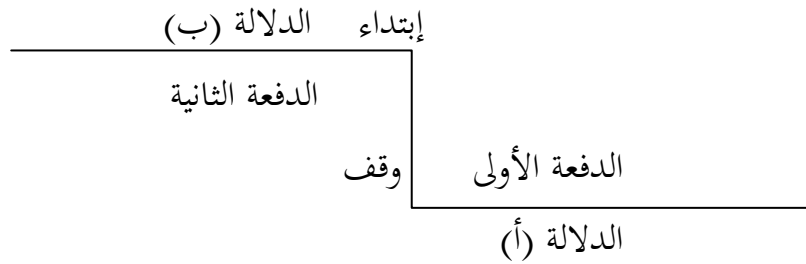 إبتداء الدلالة (ب)
الدفعة الثانية
الدفعة الأولى وقف
الدلالة (أ)